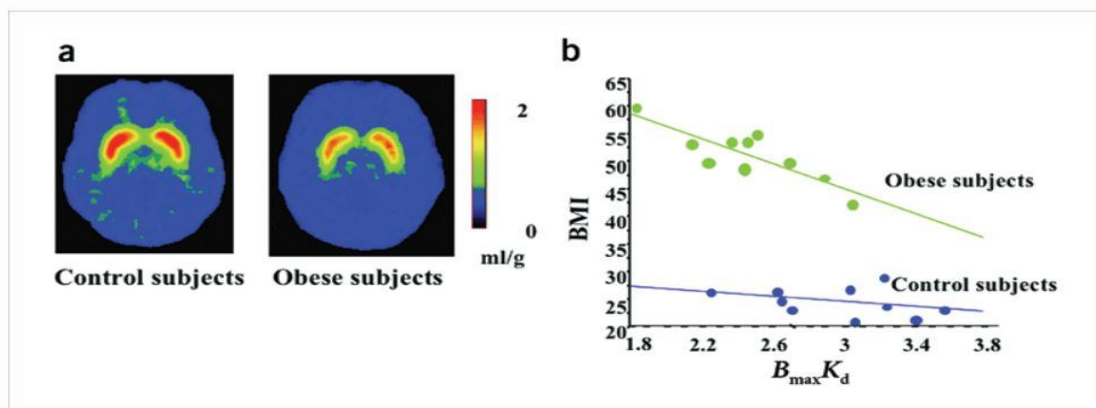 a
2
0
ml/g
Control subjects
Obese subjects
b
BMI
65
60
55
50
45
40
35
30
25
20
Obese subjects
Control subjects
1.8 2.2 2.6 3 3.4 3.8
BmaxKd